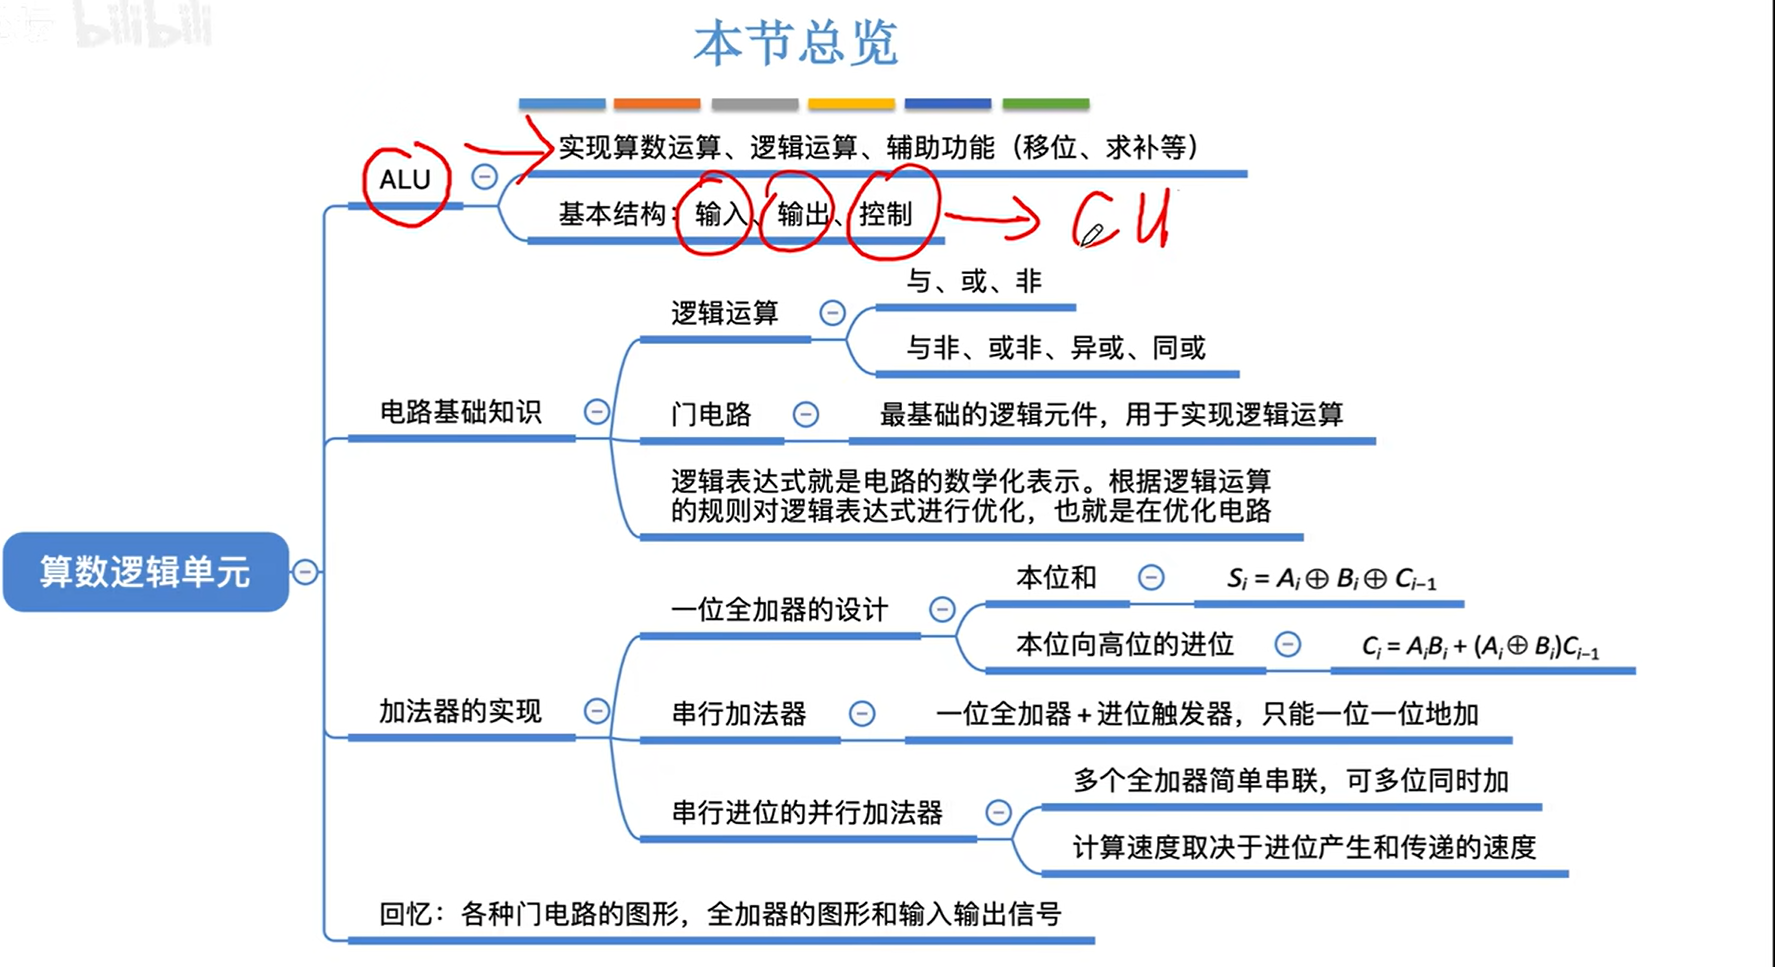 bilibili
本节总览
ALU
实现算数运算、逻辑运算、辅助功能（移位、求补等）
基本结构：输入、输出、控制
CU
电路基础知识
逻辑运算
与、或、非
与非、或非、异或、同或
门电路
最基础的逻辑元件，用于实现逻辑运算
逻辑表达式就是电路的数学化表示。根据逻辑运算
的规则对逻辑表达式进行优化，也就是在优化电路
算数逻辑单元
加法器的实现
一位全加器的设计
本位和
Sᵢ = Aᵢ ⊕ Bᵢ ⊕ Cᵢ₋₁
本位向高位的进位
Cᵢ = AᵢBᵢ + (Aᵢ ⊕ Bᵢ)Cᵢ₋₁
串行加法器
一位全加器 + 进位触发器，只能一位一位地加
串行进位的并行加法器
多个全加器简单串联，可多位同时加
计算速度取决于进位产生和传递的速度
回忆：各种门电路的图形，全加器的图形和输入输出信号